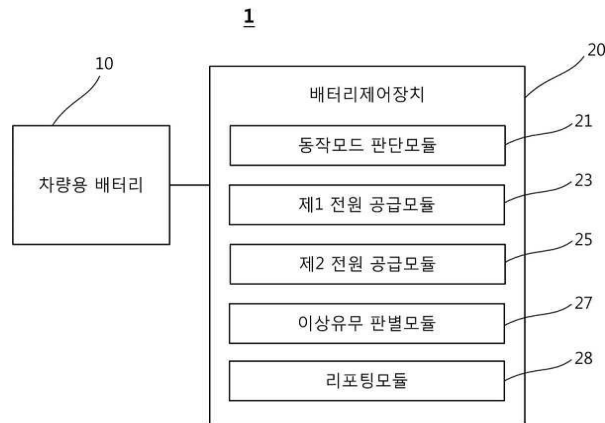 1
10
20
배터리제어장치
21
동작모드 판단모듈
차량용 배터리
23
제1 전원 공급모듈
25
제2 전원 공급모듈
27
이상유무 판별모듈
28
리포팅모듈